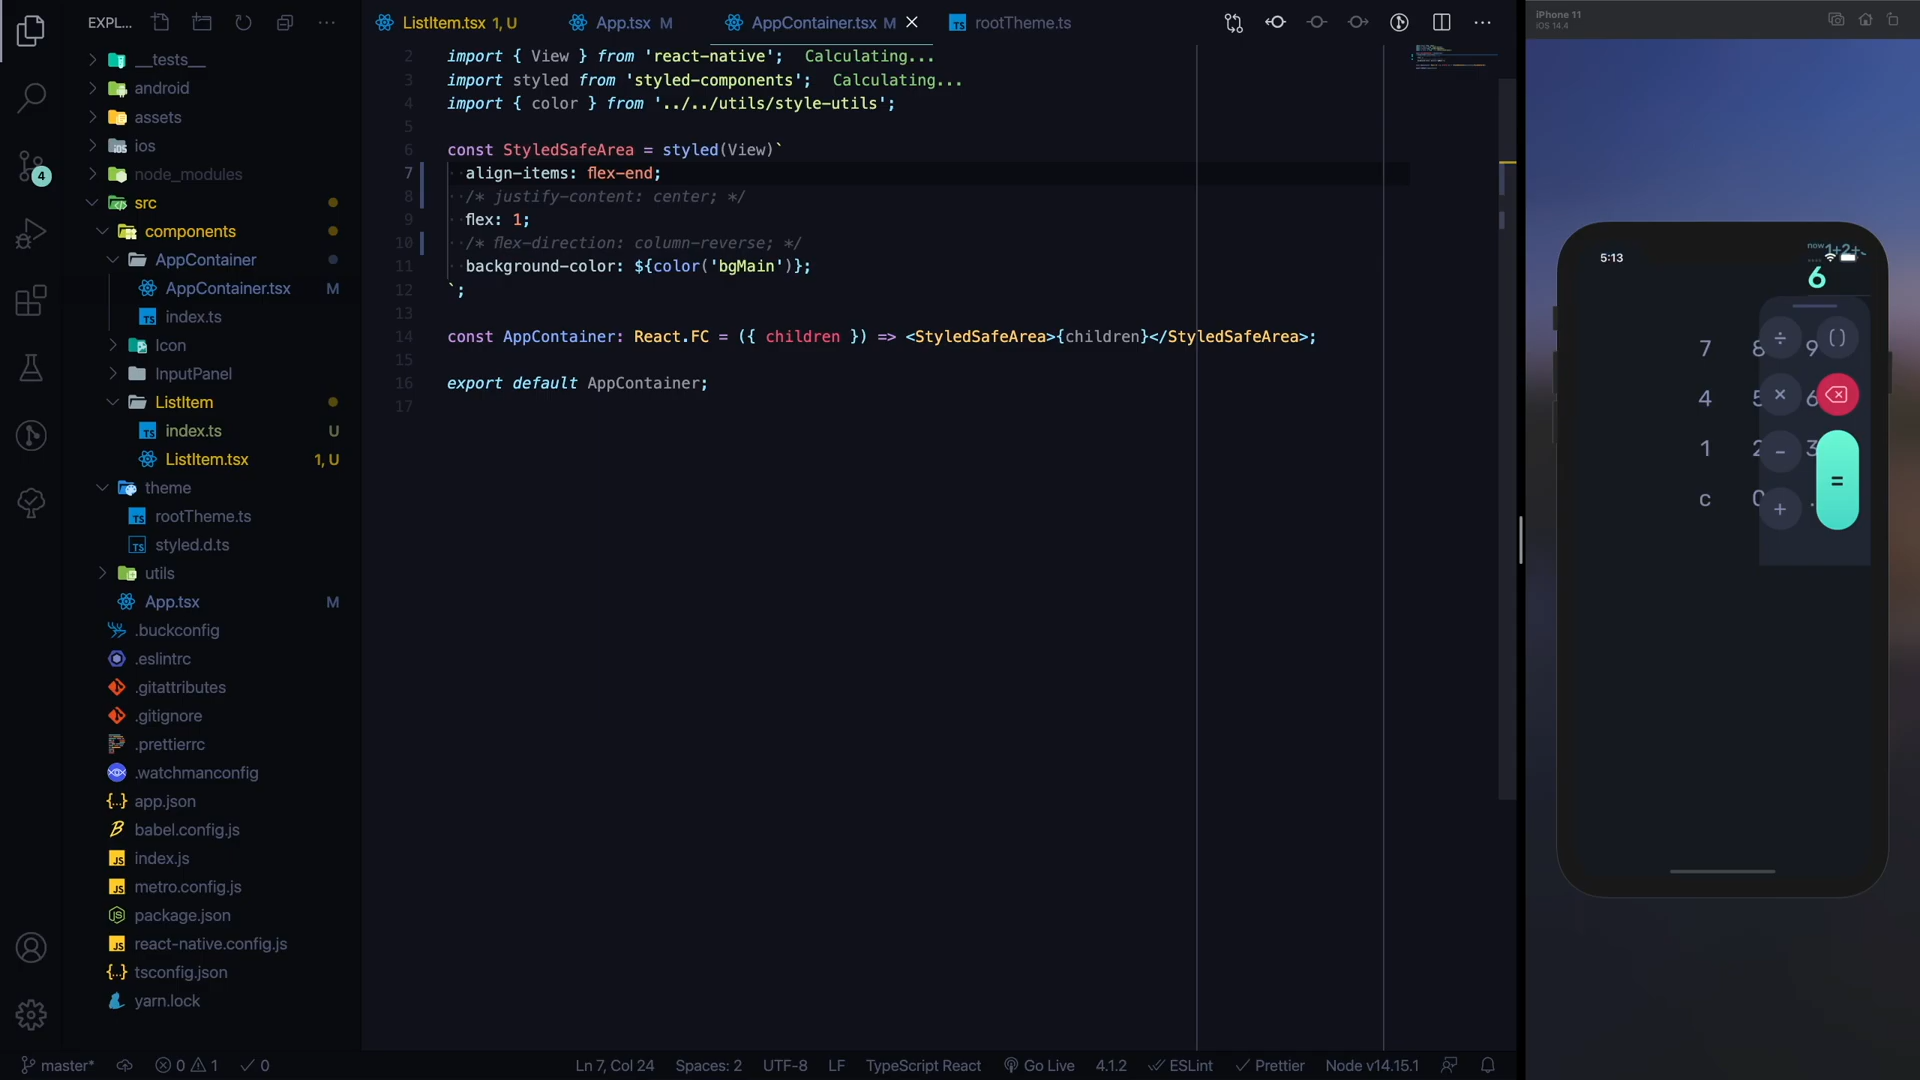 EXPL...
ListItem.tsx 1, U
App.tsx M
AppContainer.tsx M
rootTheme.ts
__tests__
android
assets
ios
node_modules
src
components
AppContainer
AppContainer.tsx M
index.ts
Icon
InputPanel
ListItem
index.ts U
ListItem.tsx 1, U
theme
rootTheme.ts
styled.d.ts
utils
App.tsx M
.buckconfig
.eslintrc
.gitattributes
.gitignore
.prettierrc
.watchmanconfig
app.json
babel.config.js
index.js
metro.config.js
package.json
react-native.config.js
tsconfig.json
yarn.lock
4
2 import { View } from 'react-native'; Calculating...
3 import styled from 'styled-components'; Calculating...
4 import { color } from '../../utils/style-utils';
5
6 const StyledSafeArea = styled(View)`
7 align-items: flex-end;
8 /* justify-content: center; */
9 flex: 1;
10 /* flex-direction: column-reverse; */
11 background-color: ${color('bgMain')};
12 `;
13
14 const AppContainer: React.FC = ({ children }) => <StyledSafeArea>{children}</StyledSafeArea>;
15
16 export default AppContainer;
17
iPhone 11
iOS 14.4
5:13
now
1+2+
6
7 8 9 ÷ ()
4 5 6 ×
1 2 3 −
c 0 . +
=
master* 0 1 0
Ln 7, Col 24 Spaces: 2 UTF-8 LF TypeScript React Go Live 4.1.2 ESLint Prettier Node v14.15.1